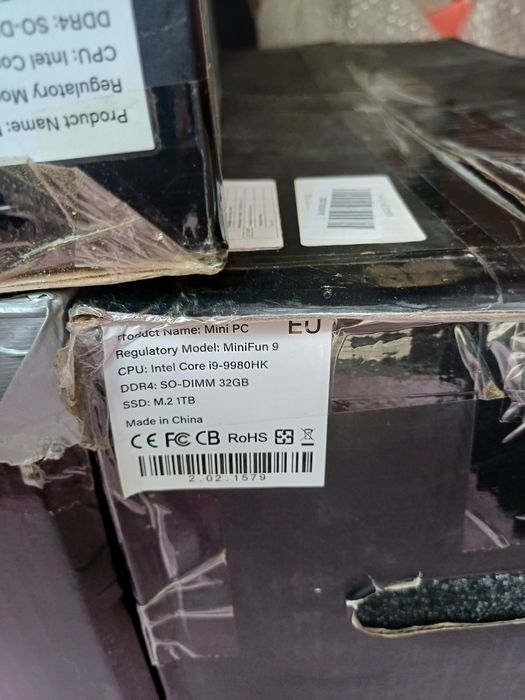 Product Name:
Regulatory Mo
CPU: Intel Cor
DDR4: SO-D
Product Name: Mini PC
EU
Regulatory Model: MiniFun 9
CPU: Intel Core i9-9980HK
DDR4: SO-DIMM 32GB
SSD: M.2 1TB
Made in China
CE FC CB RoHS
2.02.1579